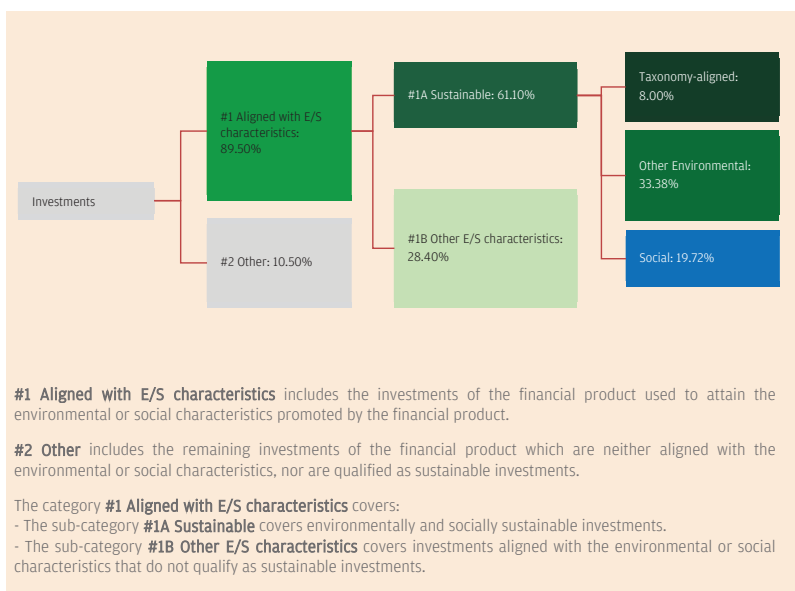 Investments
#1 Aligned with E/S
characteristics:
89.50%
#2 Other: 10.50%
#1A Sustainable: 61.10%
#1B Other E/S characteristics:
28.40%
Taxonomy-aligned:
8.00%
Other Environmental:
33.38%
Social: 19.72%
#1 Aligned with E/S characteristics includes the investments of the financial product used to attain the
environmental or social characteristics promoted by the financial product.
#2 Other includes the remaining investments of the financial product which are neither aligned with the
environmental or social characteristics, nor are qualified as sustainable investments.
The category #1 Aligned with E/S characteristics covers:
- The sub-category #1A Sustainable covers environmentally and socially sustainable investments.
- The sub-category #1B Other E/S characteristics covers investments aligned with the environmental or social
characteristics that do not qualify as sustainable investments.